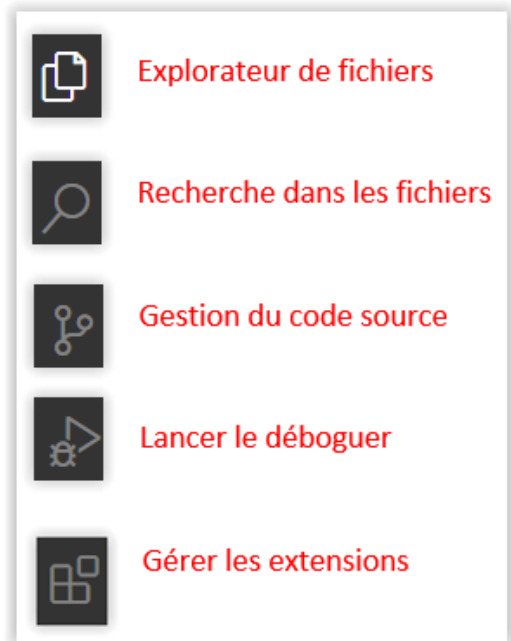 Explorateur de fichiers
Recherche dans les fichiers
Gestion du code source
Lancer le déboguer
Gérer les extensions